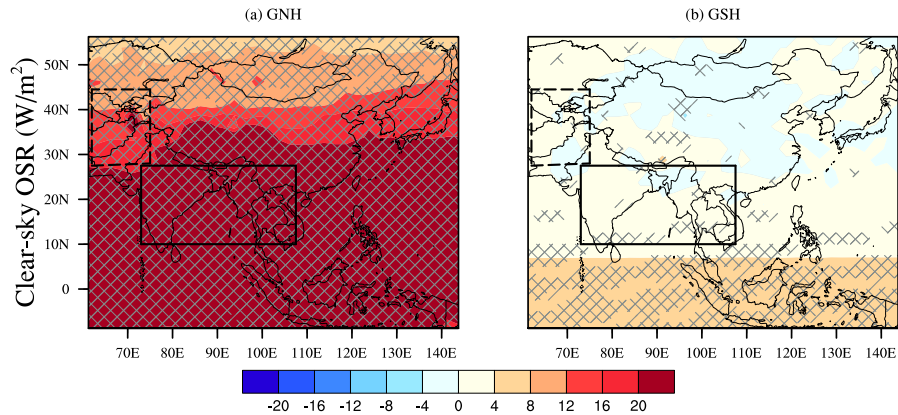 (a) GNH
(b) GSH
Clear-sky OSR (W/m²)
50N
40N
30N
20N
10N
0
70E 80E 90E 100E 110E 120E 130E 140E
70E 80E 90E 100E 110E 120E 130E 140E
-20 -16 -12 -8 -4 0 4 8 12 16 20